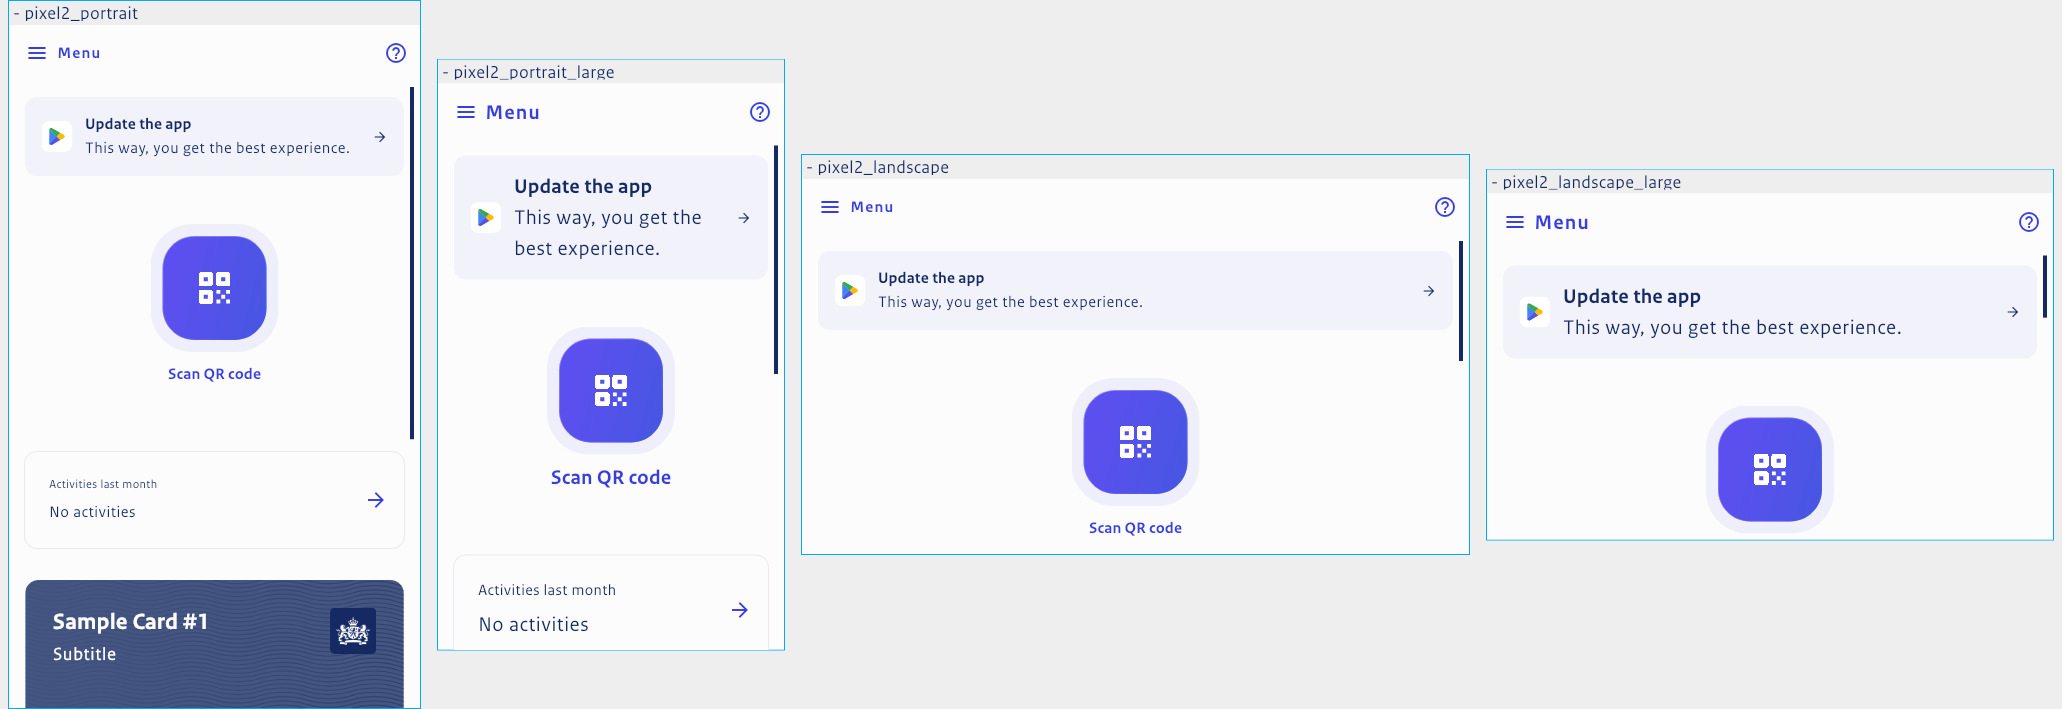 - pixel2_portrait
Menu
Update the app
This way, you get the best experience.
Scan QR code
Activities last month
No activities
Sample Card #1
Subtitle
- pixel2_portrait_large
Menu
Update the app
This way, you get the
best experience.
Scan QR code
Activities last month
No activities
- pixel2_landscape
Menu
Update the app
This way, you get the best experience.
Scan QR code
- pixel2_landscape_large
Menu
Update the app
This way, you get the best experience.